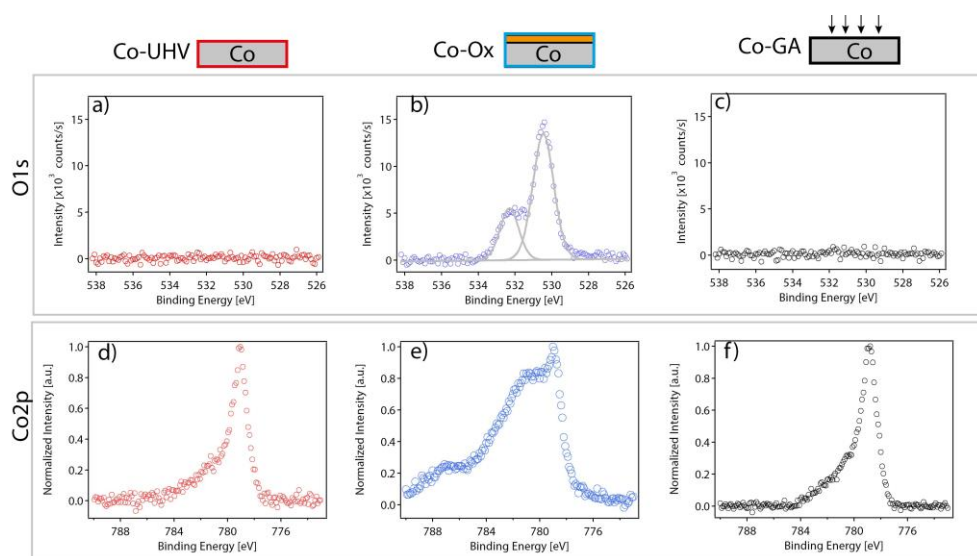 Co-UHV Co
Co-Ox Co
Co-GA Co
O1s
a)
Intensity [x10³ counts/s]
15
10
5
0
538 536 534 532 530 528 526
Binding Energy [eV]
b)
Intensity [x10³ counts/s]
15
10
5
0
538 536 534 532 530 528 526
Binding Energy [eV]
c)
Intensity [x10³ counts/s]
15
10
5
0
538 536 534 532 530 528 526
Binding Energy [eV]
Co2p
d)
Normalized Intensity [a.u.]
1.0
0.8
0.6
0.4
0.2
0.0
788 784 780 776
Binding Energy [eV]
e)
Normalized Intensity [a.u.]
1.0
0.8
0.6
0.4
0.2
0.0
788 784 780 776
Binding Energy [eV]
f)
Normalized Intensity [a.u.]
1.0
0.8
0.6
0.4
0.2
0.0
788 784 780 776
Binding Energy [eV]